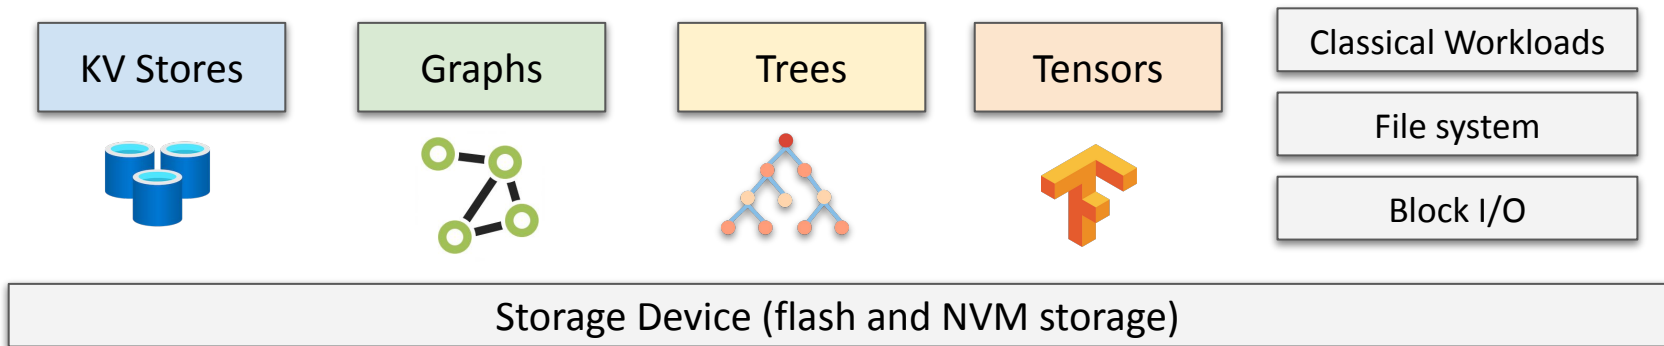 KV Stores
Graphs
Trees
Tensors
Classical Workloads
File system
Block I/O
Storage Device (flash and NVM storage)